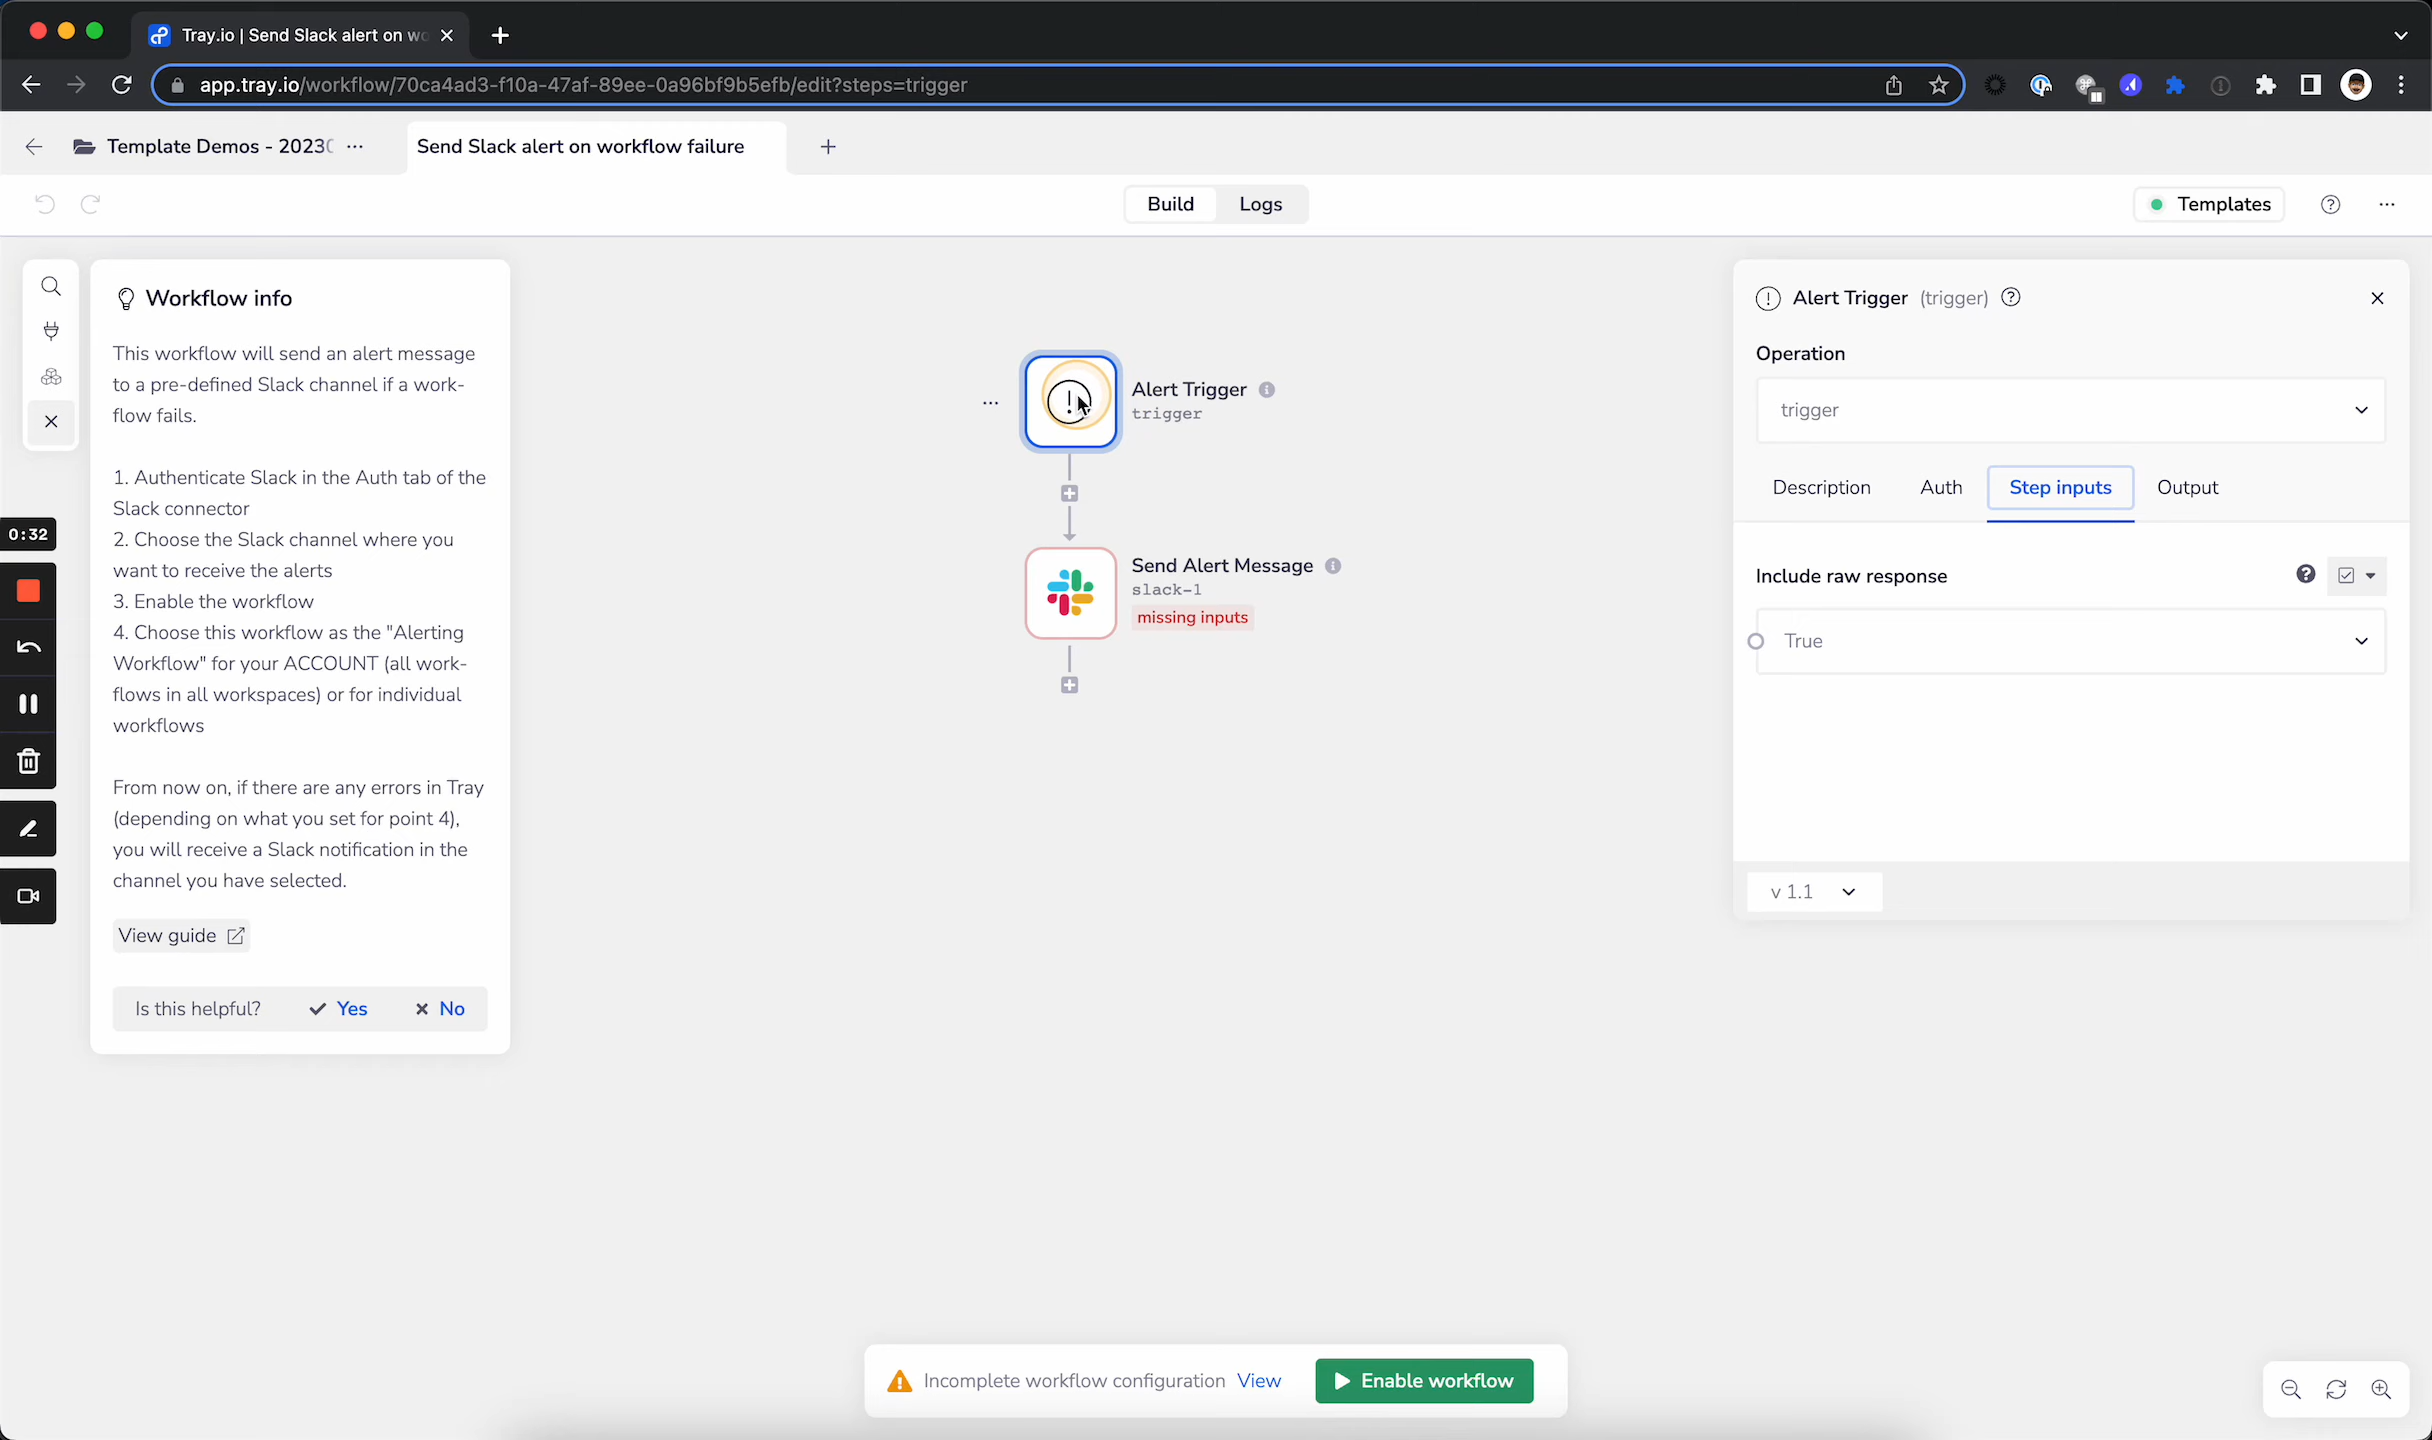 Tray.io | Send Slack alert on wo
app.tray.io/workflow/70ca4ad3-f10a-47af-89ee-0a96bf9b5efb/edit?steps=trigger
Template Demos - 2023
Send Slack alert on workflow failure
Build
Logs
Templates
Workflow info
This workflow will send an alert message
to a pre-defined Slack channel if a work-
flow fails.
1. Authenticate Slack in the Auth tab of the
Slack connector
2. Choose the Slack channel where you
want to receive the alerts
3. Enable the workflow
4. Choose this workflow as the "Alerting
Workflow" for your ACCOUNT (all work-
flows in all workspaces) or for individual
workflows
From now on, if there are any errors in Tray
(depending on what you set for point 4),
you will receive a Slack notification in the
channel you have selected.
View guide
Is this helpful?
Yes
No
0:32
Alert Trigger
trigger
Send Alert Message
slack-1
missing inputs
Alert Trigger (trigger)
Operation
trigger
Description
Auth
Step inputs
Output
Include raw response
True
v 1.1
Incomplete workflow configuration View
Enable workflow